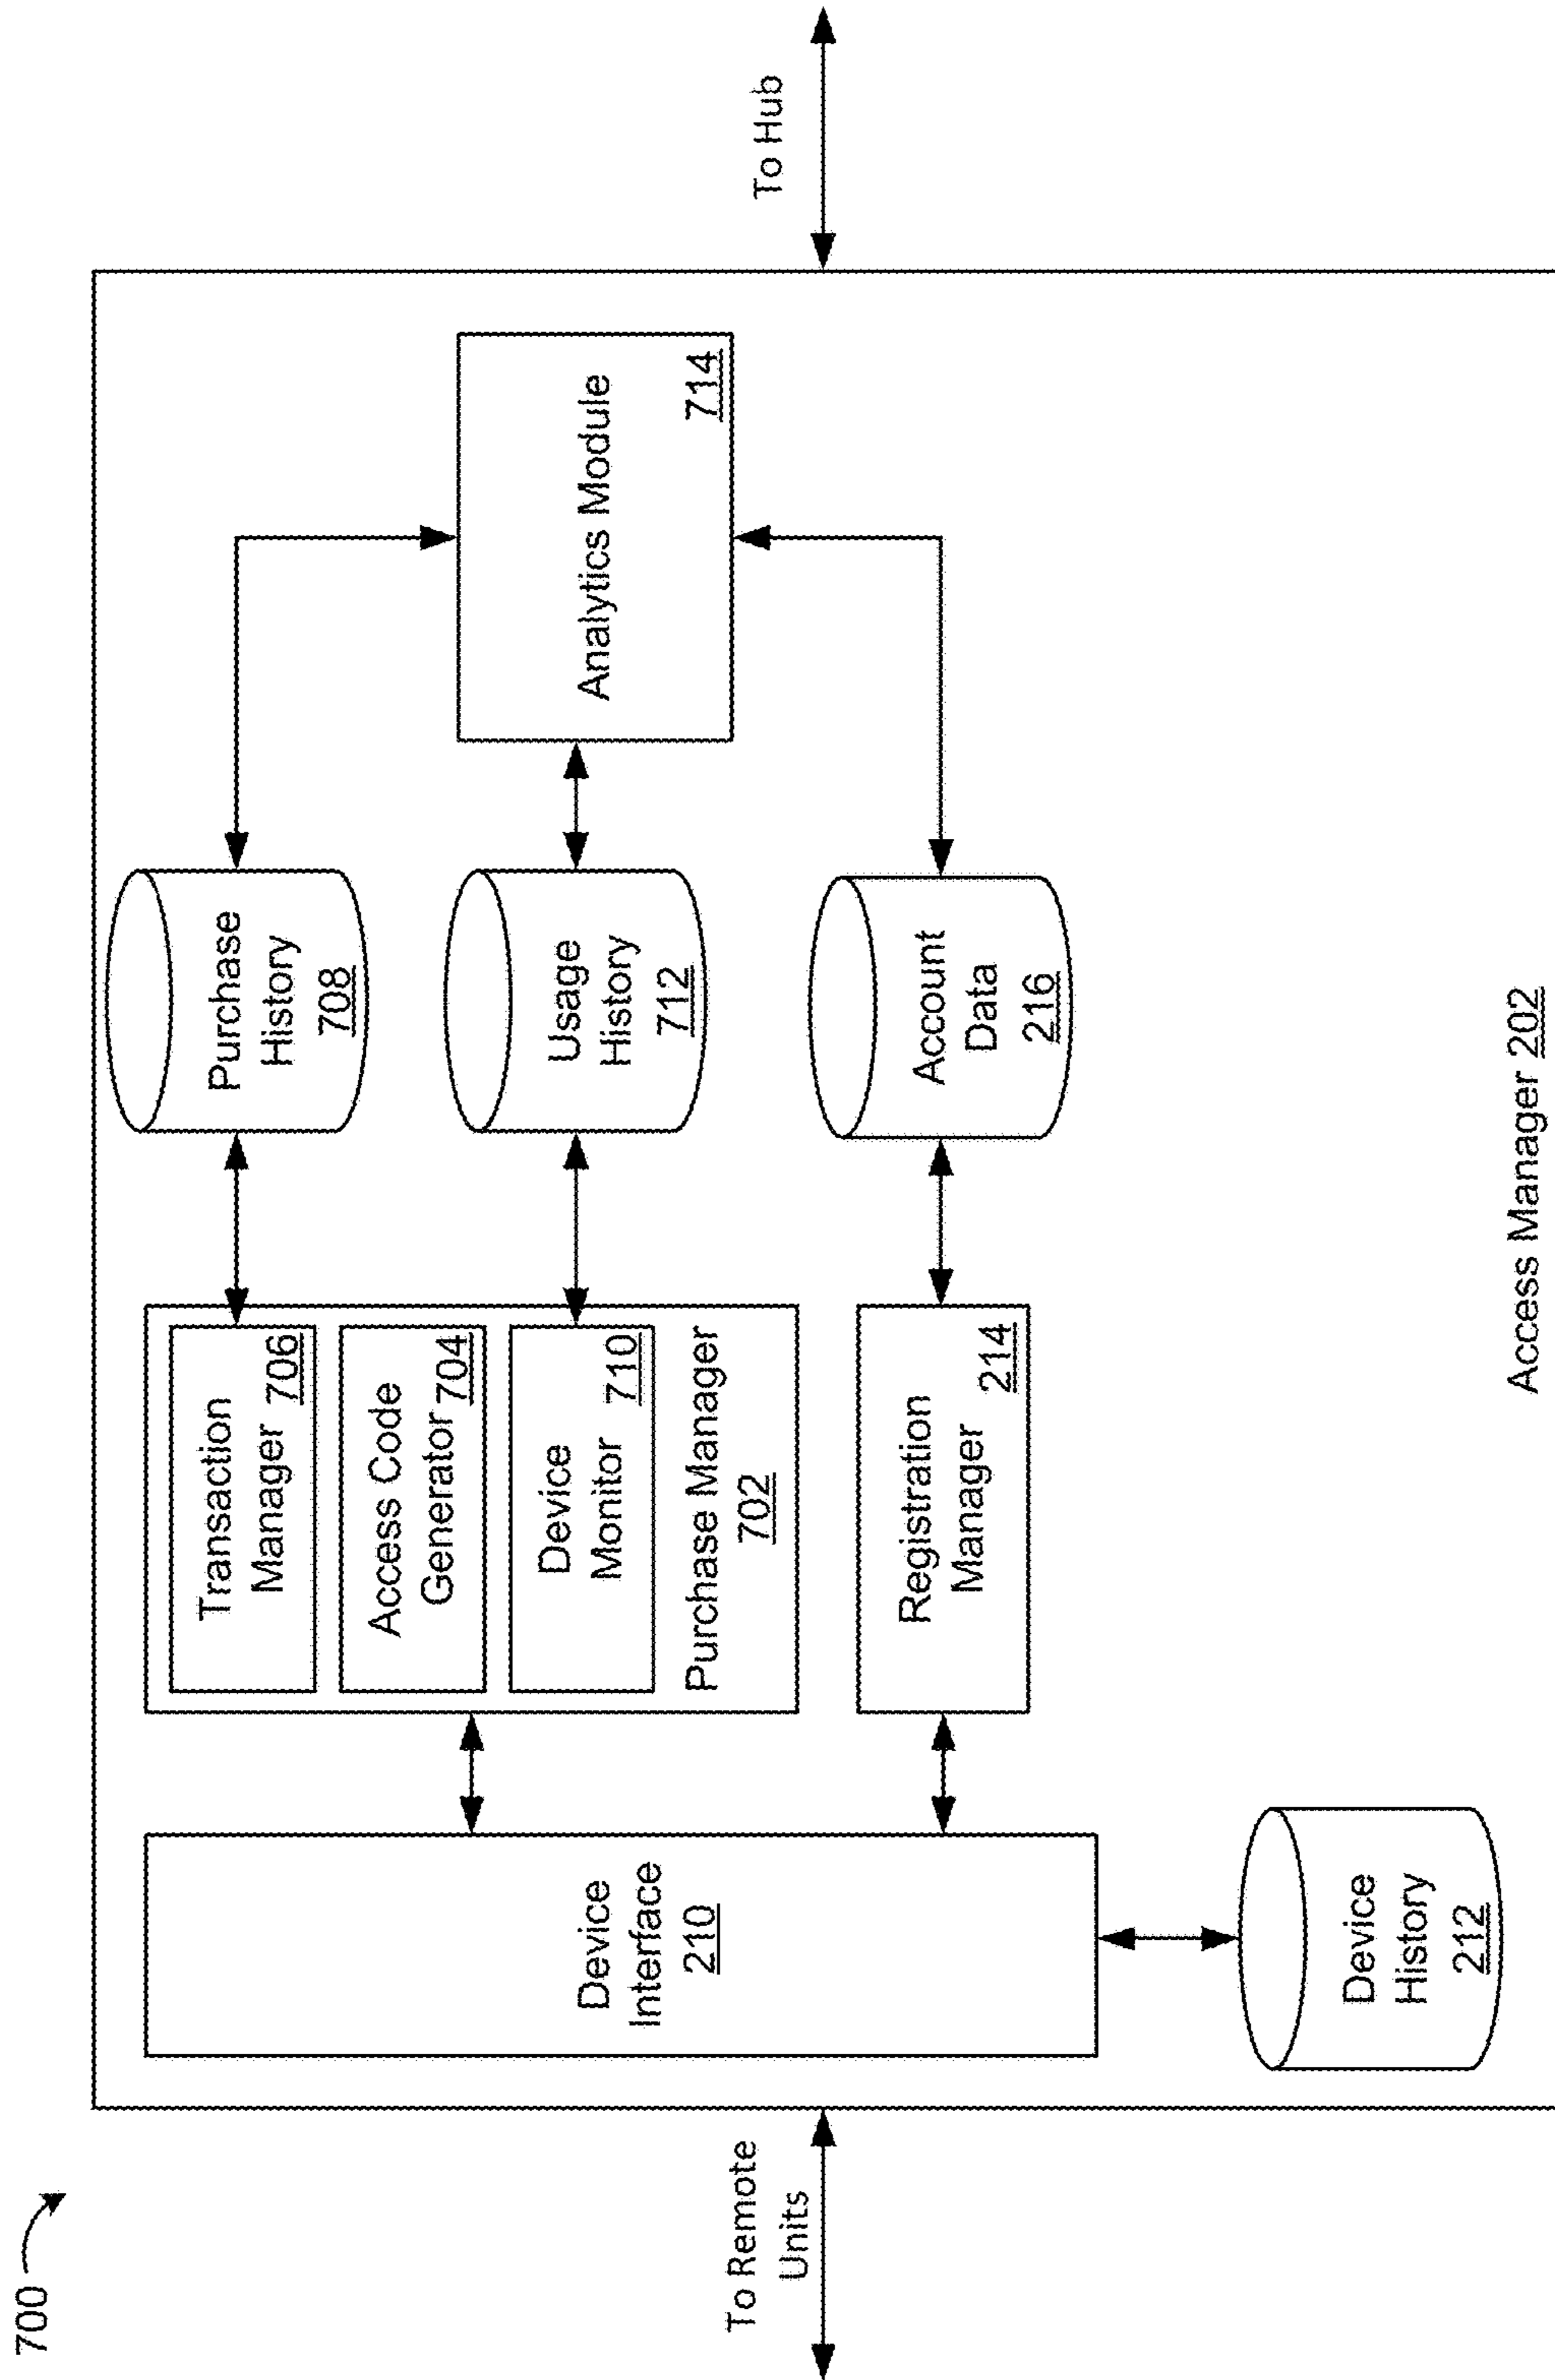 700
To Remote
Units
Device
Interface
210
Device
History
212
Transaction
Manager 706
Access Code
Generator 704
Device
Monitor 710
Purchase Manager
702
Registration
Manager
214
Purchase
History
708
Usage
History
712
Account
Data
216
Analytics Module
714
To Hub
Access Manager 202